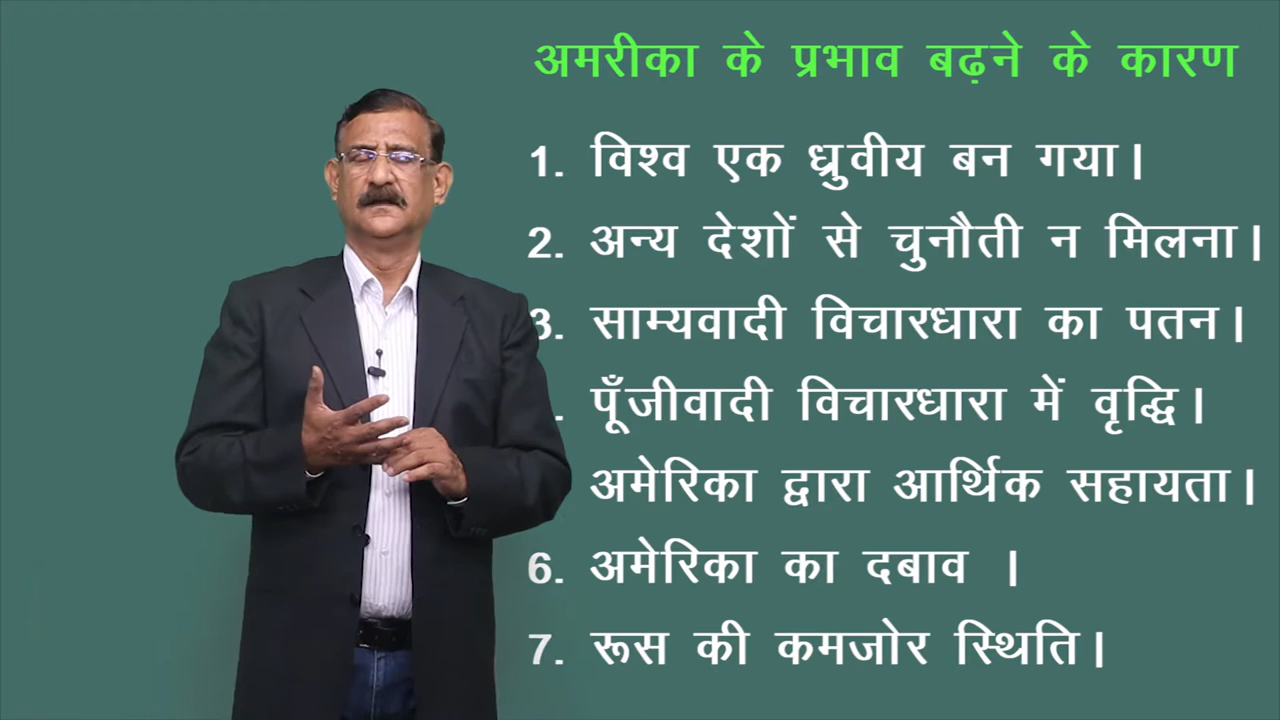 अमरीका के प्रभाव बढ़ने के कारण
1. विश्व एक ध्रुवीय बन गया।
2. अन्य देशों से चुनौती न मिलना।
3. साम्यवादी विचारधारा का पतन।
. पूँजीवादी विचारधारा में वृद्धि।
अमेरिका द्वारा आर्थिक सहायता।
6. अमेरिका का दबाव ।
7. रूस की कमजोर स्थिति।